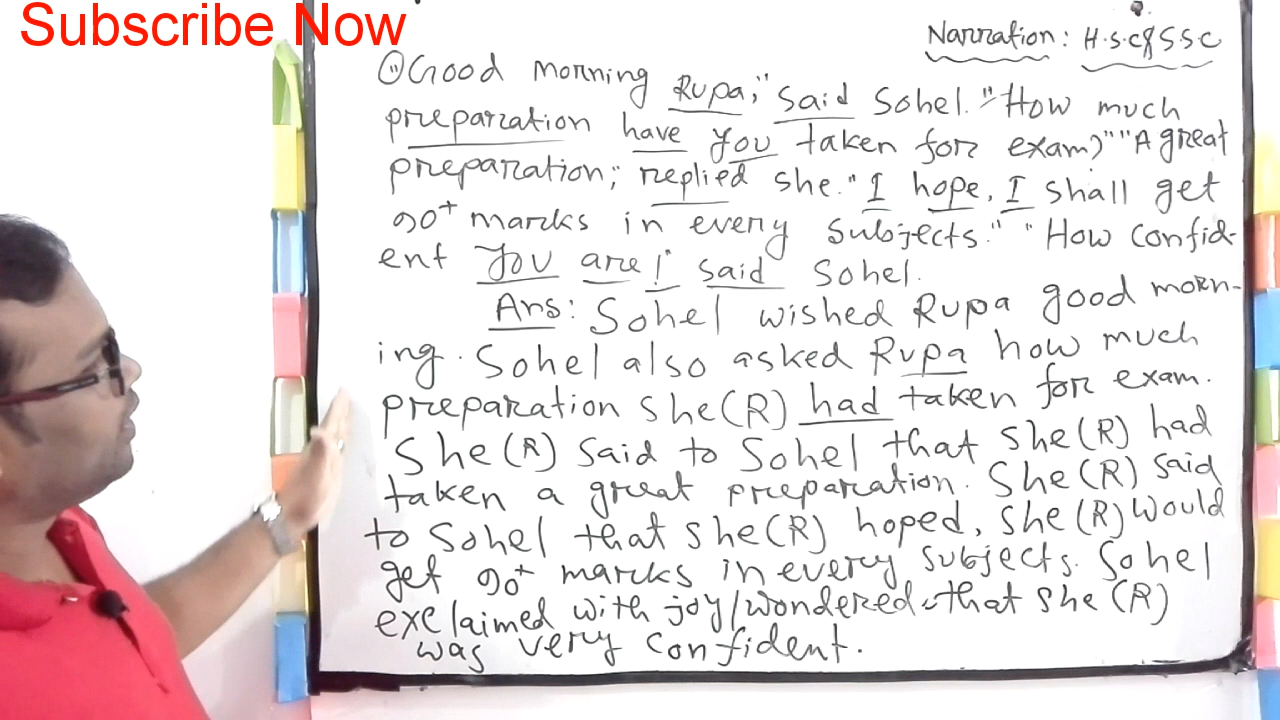 Subscribe Now
Narration: H.S.C & SSC
"Good morning Rupa," said Sohel. "How much
preparation have you taken for exam?" "A great
preparation," replied she. "I hope, I shall get
90+ marks in every subjects." "How confid-
ent you are!" said Sohel.
Ans: Sohel wished Rupa good morn-
ing. Sohel also asked Rupa how much
preparation she (R) had taken for exam.
She (R) said to Sohel that she (R) had
taken a great preparation. She (R) said
to Sohel that she (R) hoped, she (R) would
get 90+ marks in every subjects. Sohel
exclaimed with joy/wondered that she (R)
was very confident.